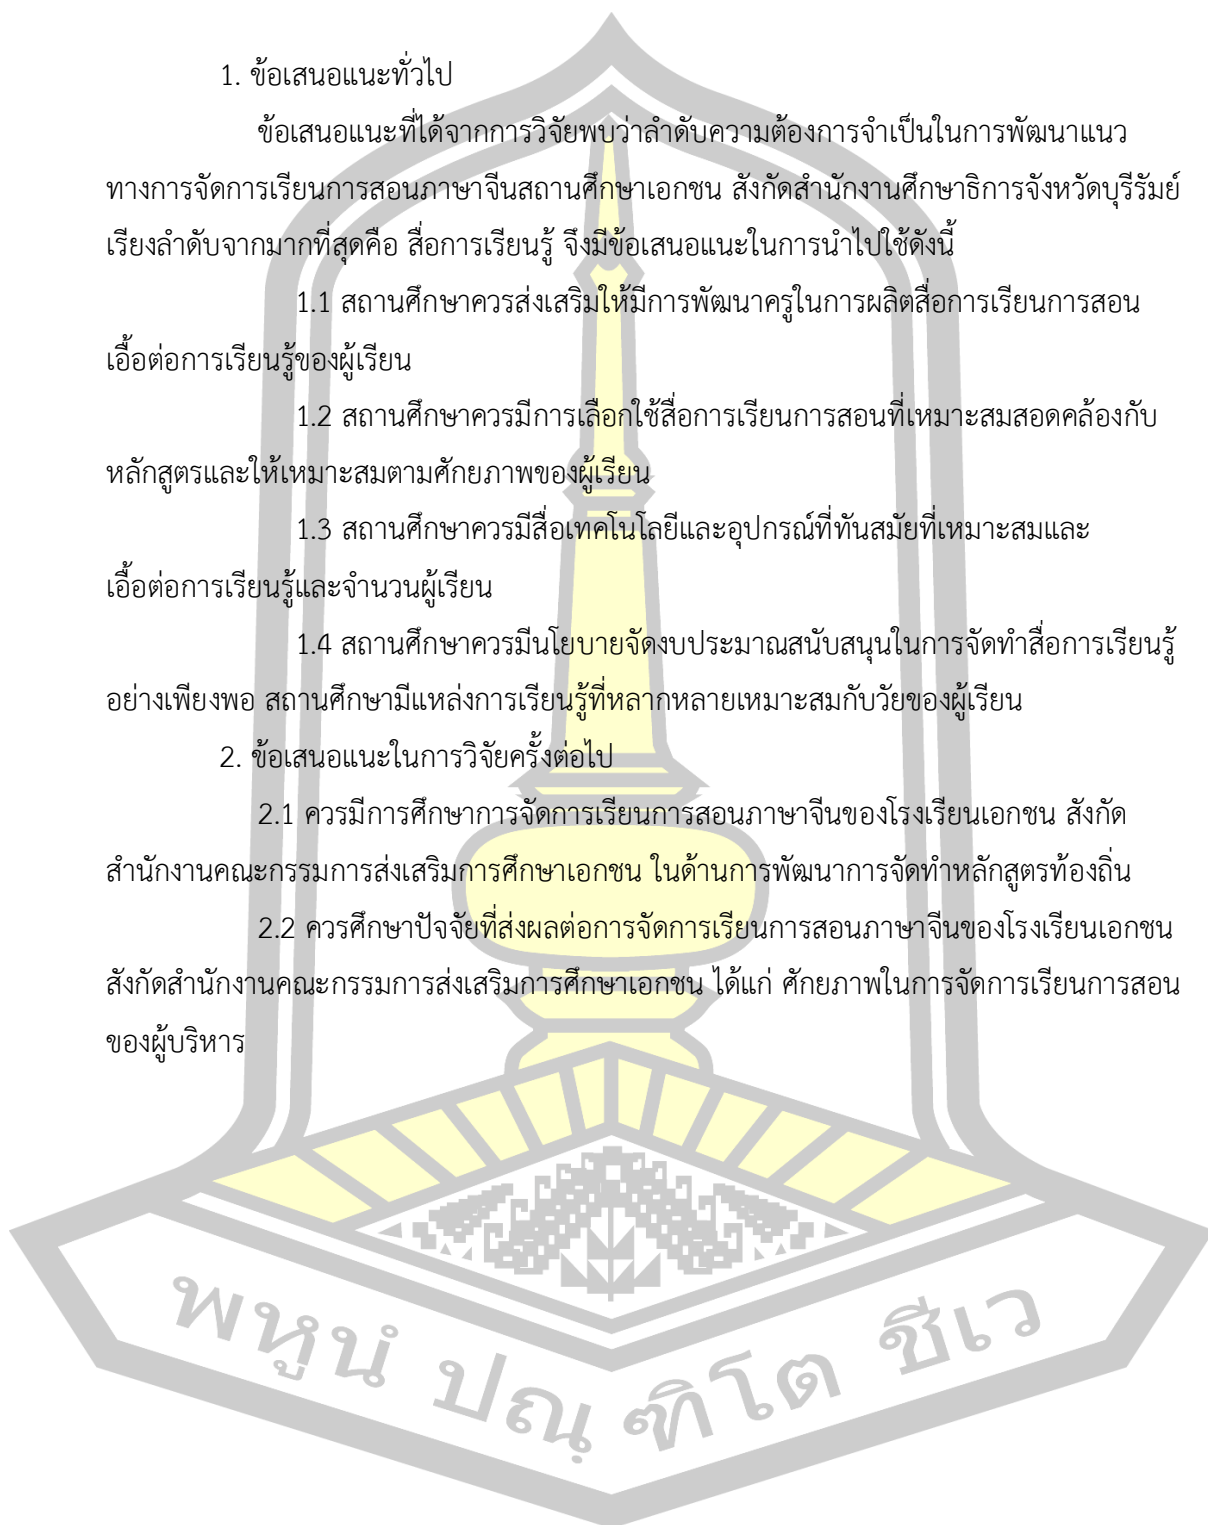 1. ข้อเสนอแนะทั่วไป
ข้อเสนอแนะที่ได้จากการวิจัยพบว่าลำดับความต้องการจำเป็นในการพัฒนาแนว
ทางการจัดการเรียนการสอนภาษาจีนสถานศึกษาเอกชน สังกัดสำนักงานศึกษาธิการจังหวัดบุรีรัมย์
เรียงลำดับจากมากที่สุดคือ สื่อการเรียนรู้ จึงมีข้อเสนอแนะในการนำไปใช้ดังนี้
1.1 สถานศึกษาควรส่งเสริมให้มีการพัฒนาครูในการผลิตสื่อการเรียนการสอน
เอื้อต่อการเรียนรู้ของผู้เรียน
1.2 สถานศึกษาควรมีการเลือกใช้สื่อการเรียนการสอนที่เหมาะสมสอดคล้องกับ
หลักสูตรและให้เหมาะสมตามศักยภาพของผู้เรียน
1.3 สถานศึกษาควรมีสื่อเทคโนโลยีและอุปกรณ์ที่ทันสมัยที่เหมาะสมและ
เอื้อต่อการเรียนรู้และจำนวนผู้เรียน
1.4 สถานศึกษาควรมีนโยบายจัดงบประมาณสนับสนุนในการจัดทำสื่อการเรียนรู้
อย่างเพียงพอ สถานศึกษามีแหล่งการเรียนรู้ที่หลากหลายเหมาะสมกับวัยของผู้เรียน
2. ข้อเสนอแนะในการวิจัยครั้งต่อไป
2.1 ควรมีการศึกษาการจัดการเรียนการสอนภาษาจีนของโรงเรียนเอกชน สังกัด
สำนักงานคณะกรรมการส่งเสริมการศึกษาเอกชน ในด้านการพัฒนาการจัดทำหลักสูตรท้องถิ่น
2.2 ควรศึกษาปัจจัยที่ส่งผลต่อการจัดการเรียนการสอนภาษาจีนของโรงเรียนเอกชน
สังกัดสำนักงานคณะกรรมการส่งเสริมการศึกษาเอกชน ได้แก่ ศักยภาพในการจัดการเรียนการสอน
ของผู้บริหาร
พหูนํ ปณฺฑิโต ชีเว